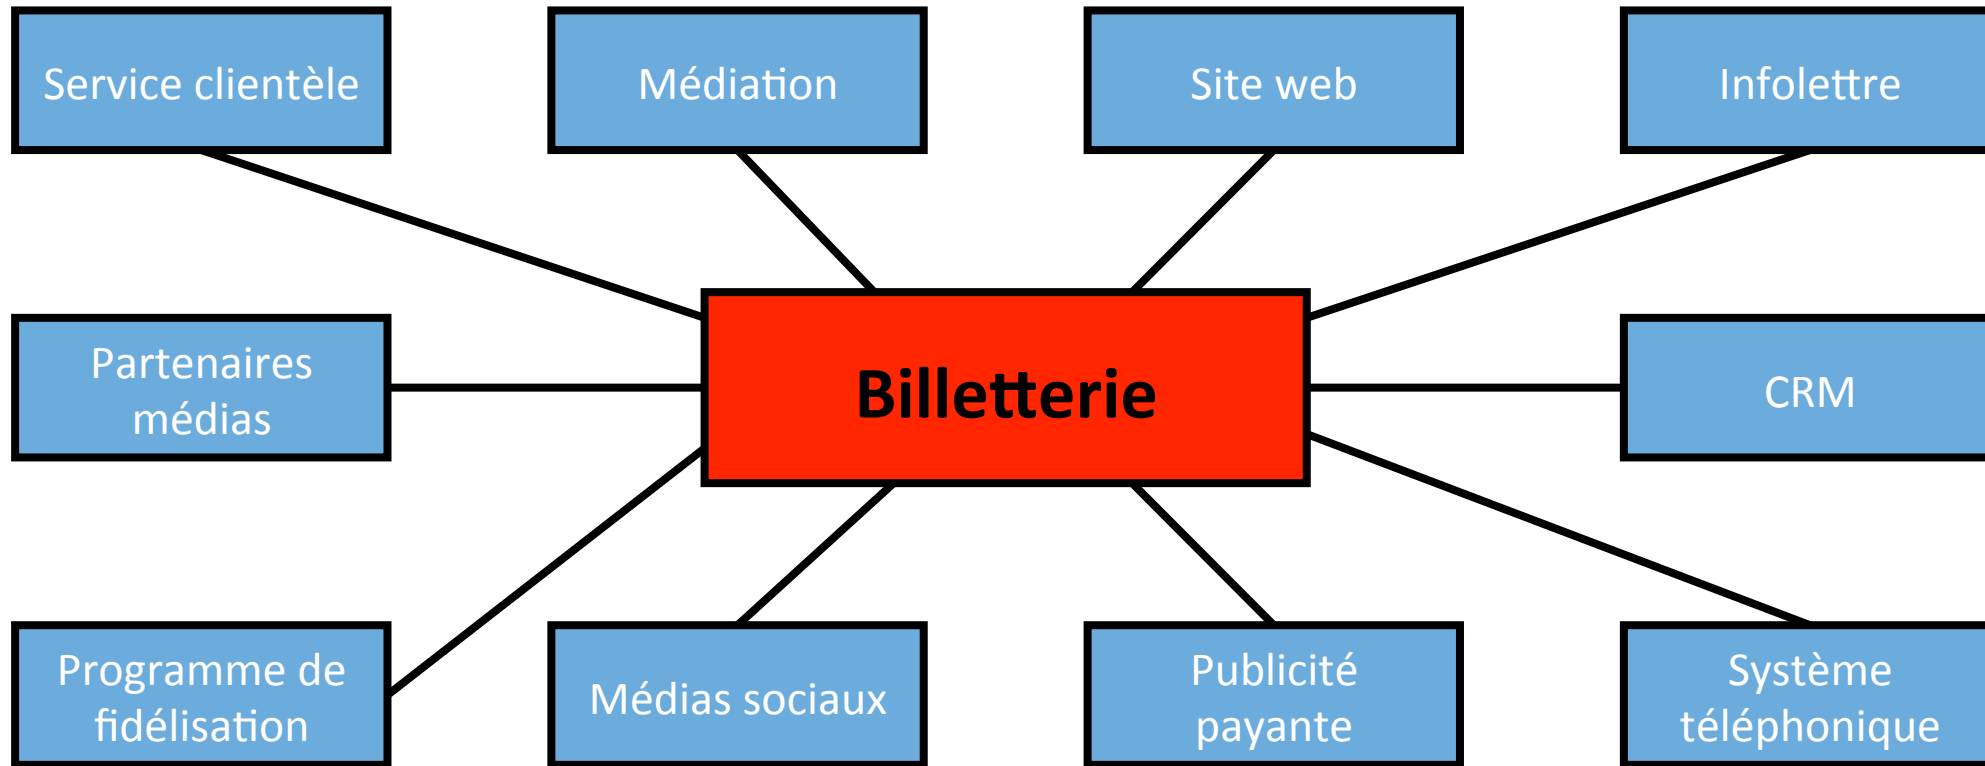 Service clientèle
Médiation
Site web
Infolettre
Partenaires
médias
Billetterie
CRM
Programme de
fidélisation
Médias sociaux
Publicité
payante
Système
téléphonique